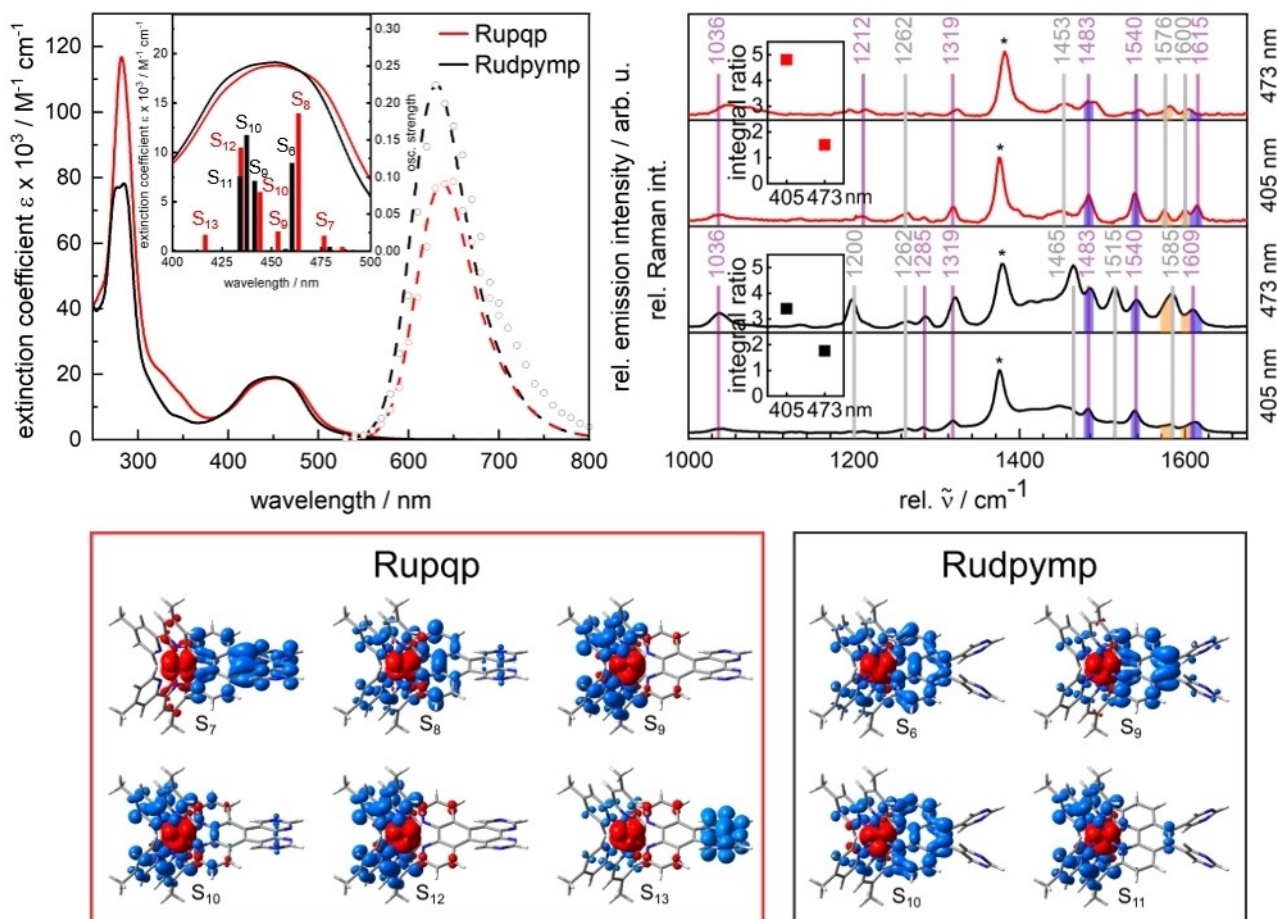 extinction coefficient ε x 10³ / M⁻¹ cm⁻¹
120
100
80
60
40
20
0
300
400
500
600
700
800
wavelength / nm
rel. emission intensity / arb. u.
Rupqp
Rudpymp
extinction coefficient ε x 10³ / M⁻¹ cm⁻¹
20
15
10
5
0
400
425
450
475
500
wavelength / nm
0.30
0.25
0.20
0.15
0.10
0.05
0.00
osc. strength
S₈
S₁₀
S₁₂
S₆
S₁₁
S₉
S₁₀
S₁₃
S₉
S₇
1036
1212
1262
1319
1453
1483
1540
1576
1600
1615
473 nm
*
405 nm
*
integral ratio
5
4
3
2
1
0
405 473 nm
1036
1200
1262
1285
1319
1465
1483
1515
1540
1585
1609
473 nm
*
405 nm
*
integral ratio
5
4
3
2
1
0
405 473 nm
rel. Raman int.
1000
1200
1400
1600
rel. ν̃ / cm⁻¹
Rupqp
S₇
S₈
S₉
S₁₀
S₁₂
S₁₃
Rudpymp
S₆
S₉
S₁₀
S₁₁